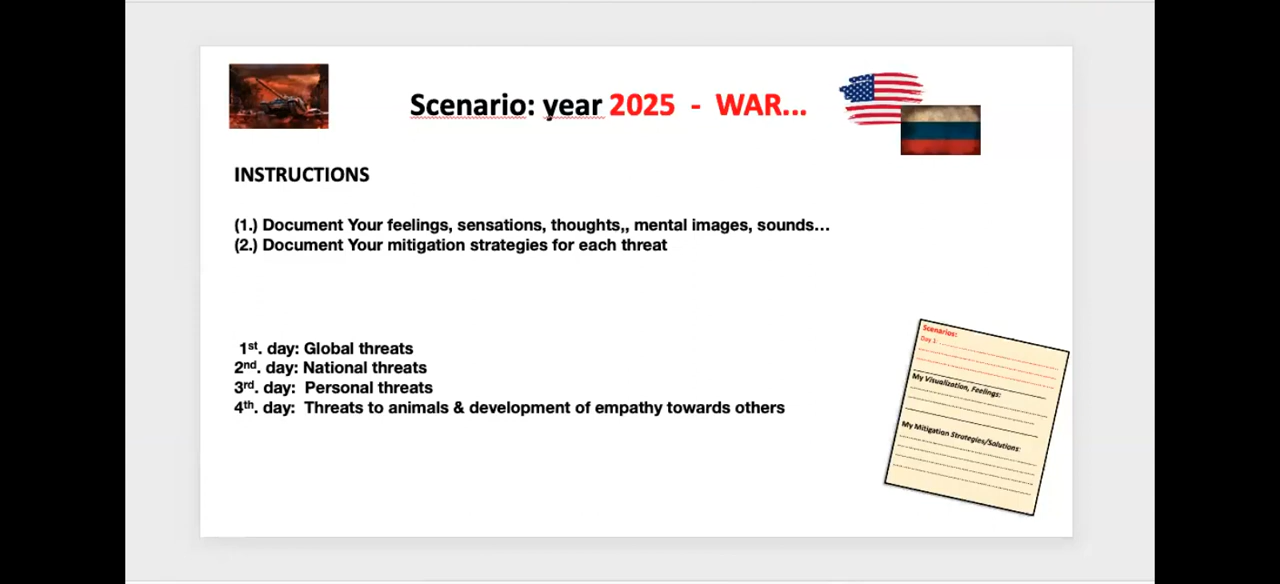 Scenario: year 2025 - WAR...
INSTRUCTIONS
(1.) Document Your feelings, sensations, thoughts,, mental images, sounds...
(2.) Document Your mitigation strategies for each threat
1st. day: Global threats
2nd. day: National threats
3rd. day: Personal threats
4th. day: Threats to animals & development of empathy towards others
Scenarios:
Day 1:
My Visualization, Feelings:
My Mitigation Strategies/Solutions: